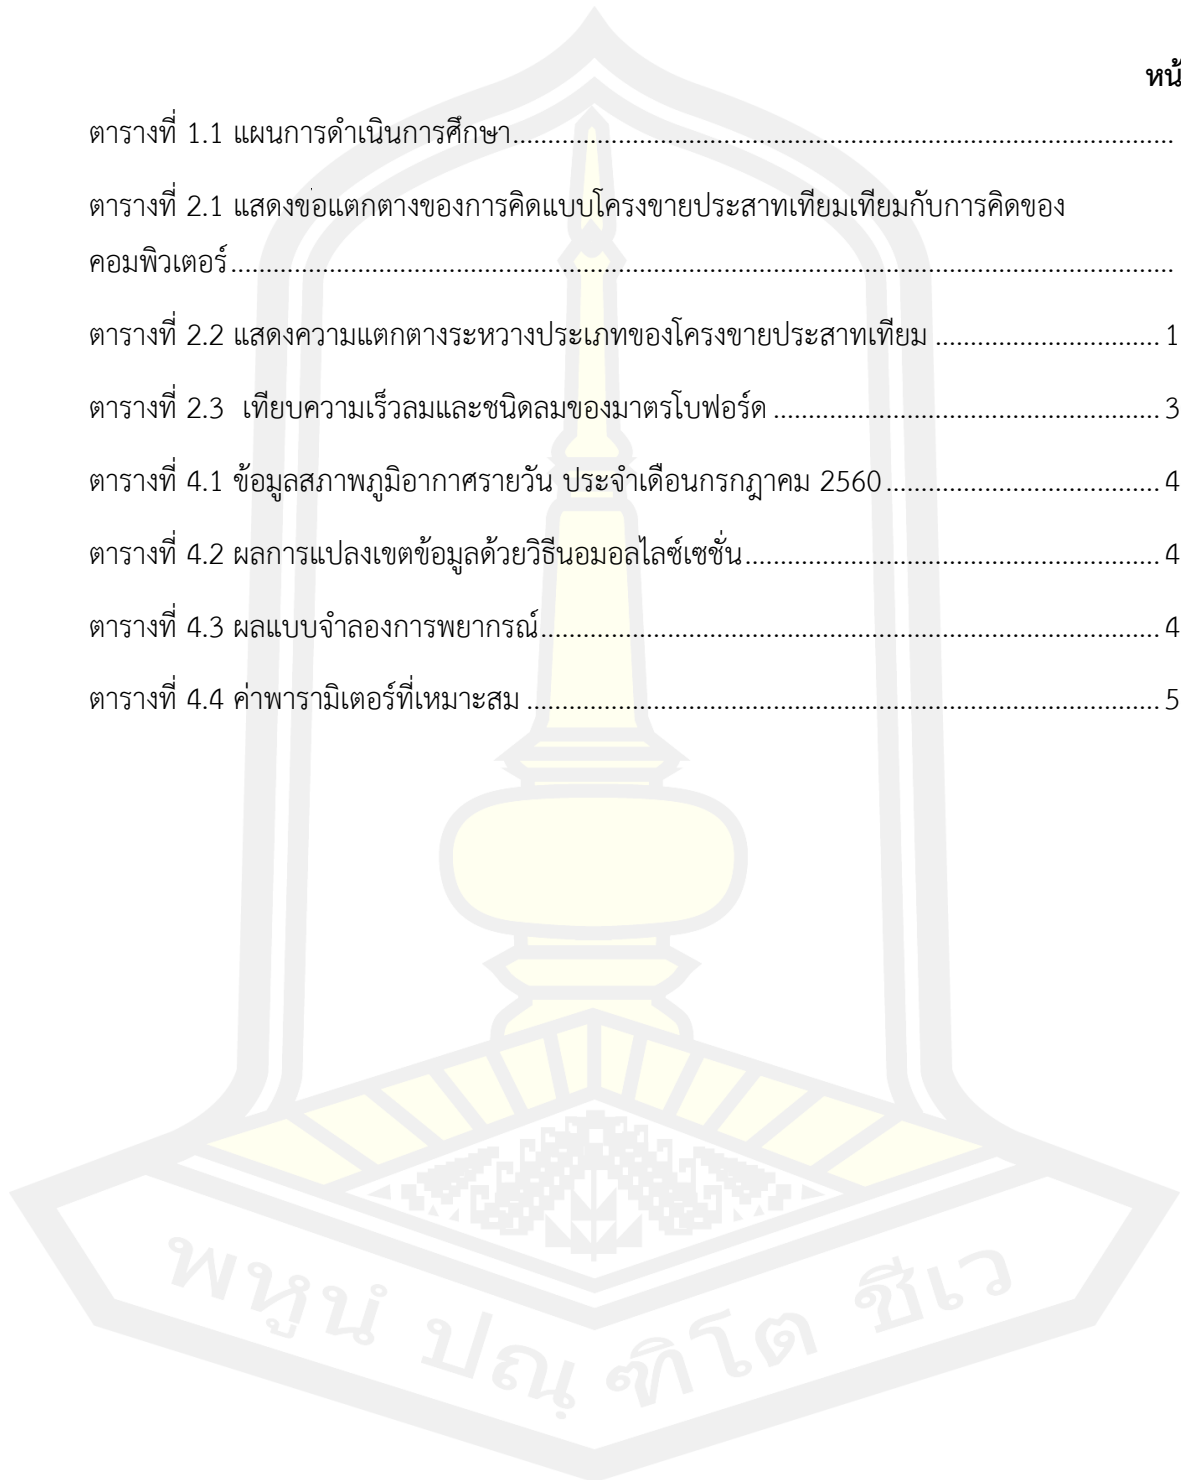 หน้
ตารางที่ 1.1 แผนการดำเนินการศึกษา........................................................................................
ตารางที่ 2.1 แสดงขอแตกตางของการคิดแบบโครงขายประสาทเทียมเทียมกับการคิดของ
คอมพิวเตอร์..............................................................................................................................
ตารางที่ 2.2 แสดงความแตกตางระหวางประเภทของโครงขายประสาทเทียม ................................ 1
ตารางที่ 2.3 เทียบความเร็วลมและชนิดลมของมาตรโบฟอร์ด ....................................................... 3
ตารางที่ 4.1 ข้อมูลสภาพภูมิอากาศรายวัน ประจำเดือนกรกฎาคม 2560 ....................................... 4
ตารางที่ 4.2 ผลการแปลงเขตข้อมูลด้วยวิธีนอมอลไลซ์เซชั่น........................................................... 4
ตารางที่ 4.3 ผลแบบจำลองการพยากรณ์....................................................................................... 4
ตารางที่ 4.4 ค่าพารามิเตอร์ที่เหมาะสม ......................................................................................... 5
พหูนํ ปณฺ ฑิโต ชีเว